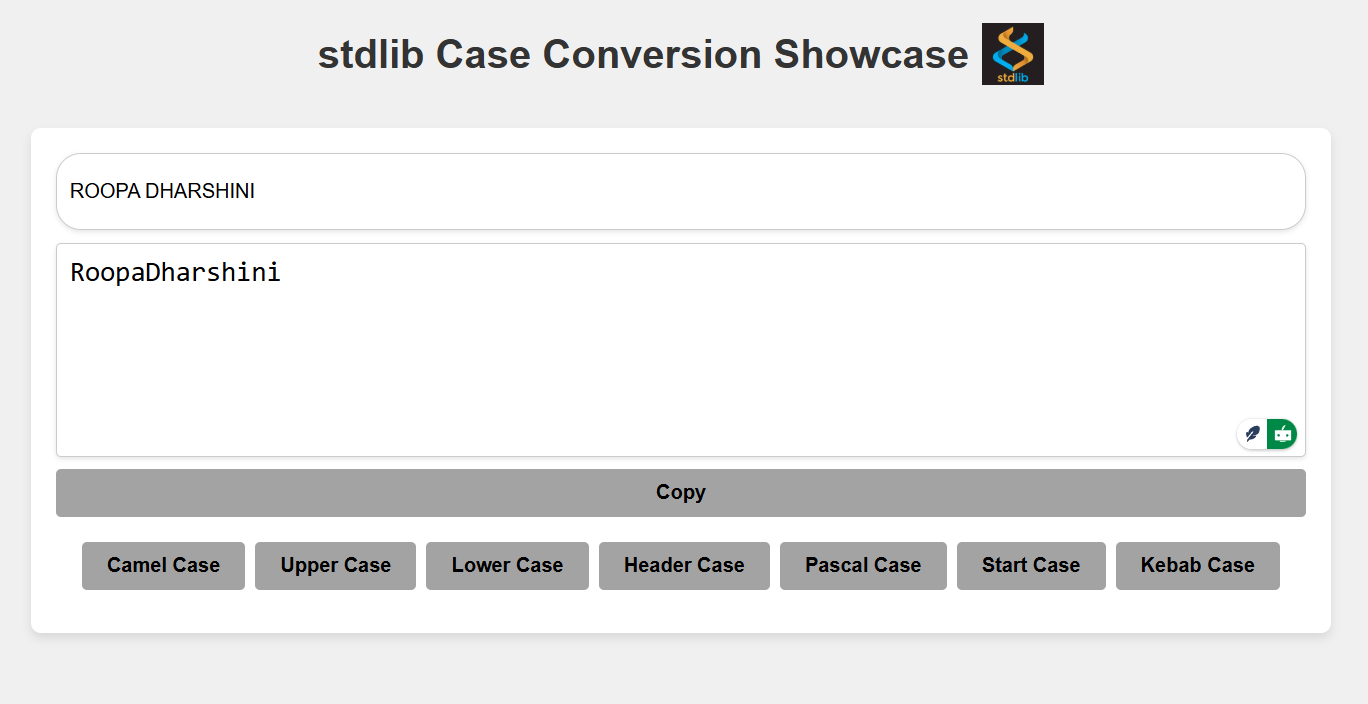 stdlib Case Conversion Showcase
stdlib
ROOPA DHARSHINI
RoopaDharshini
Copy
Camel Case Upper Case Lower Case Header Case Pascal Case Start Case Kebab Case